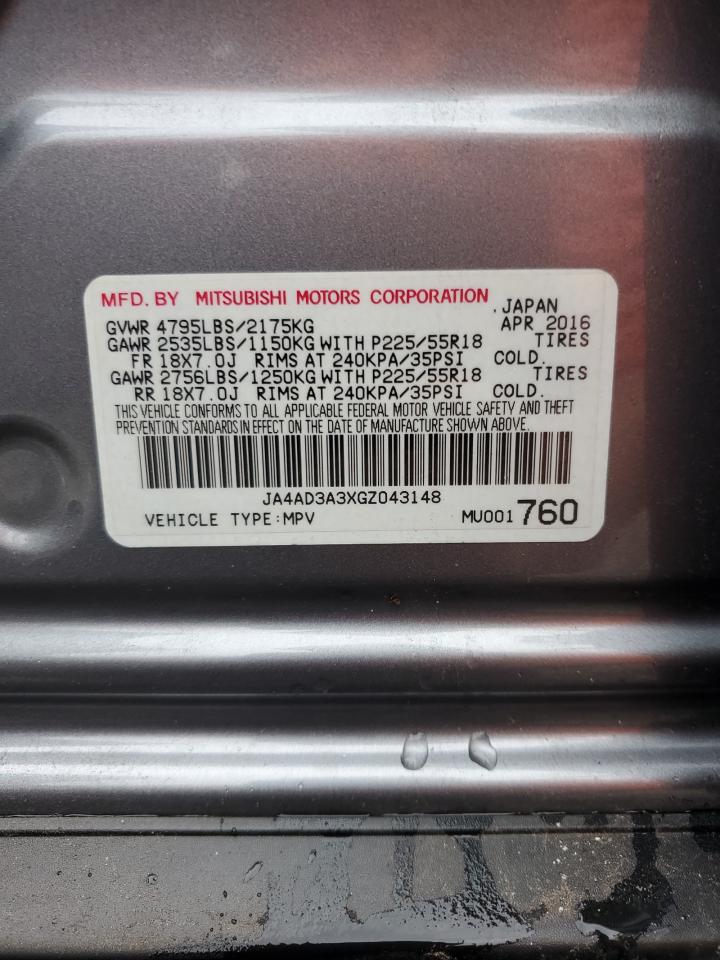 MFD. BY MITSUBISHI MOTORS CORPORATION . JAPAN
GVWR 4795LBS/2175KG APR 2016
GAWR 2535LBS/1150KG WITH P225/55R18 TIRES
FR 18X7.0J RIMS AT 240KPA/35PSI COLD.
GAWR 2756LBS/1250KG WITH P225/55R18 TIRES
RR 18X7.0J RIMS AT 240KPA/35PSI COLD.
THIS VEHICLE CONFORMS TO ALL APPLICABLE FEDERAL MOTOR VEHICLE SAFETY AND THEFT
PREVENTION STANDARDS IN EFFECT ON THE DATE OF MANUFACTURE SHOWN ABOVE.
JA4AD3A3XGZ043148
VEHICLE TYPE:MPV MU001 760